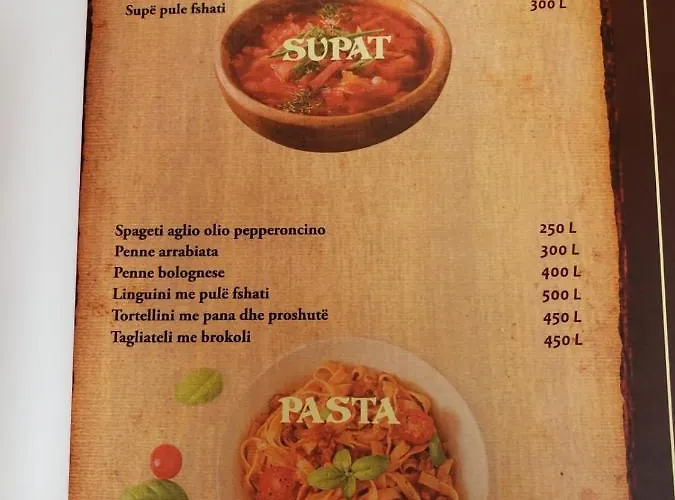 Supë pule fshati 300 L
SUPAT
Spageti aglio olio pepperoncino 250 L
Penne arrabiata 300 L
Penne bolognese 400 L
Linguini me pulë fshati 500 L
Tortellini me pana dhe proshutë 450 L
Tagliateli me brokoli 450 L
PASTA